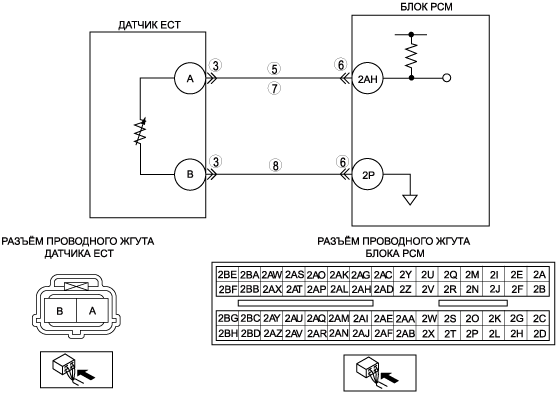 ДАТЧИК ECT
БЛОК PCM
3
5
6
A
2AH
7
3
8
6
B
2P
РАЗЪЁМ ПРОВОДНОГО ЖГУТА
ДАТЧИКА ECT
B A
РАЗЪЁМ ПРОВОДНОГО ЖГУТА
БЛОКА PCM
2BE 2BA 2AW 2AS 2AO 2AK 2AG 2AC 2Y 2U 2Q 2M 2I 2E 2A
2BF 2BB 2AX 2AT 2AP 2AL 2AH 2AD 2Z 2V 2R 2N 2J 2F 2B
2BG 2BC 2AY 2AU 2AQ 2AM 2AI 2AE 2AA 2W 2S 2O 2K 2G 2C
2BH 2BD 2AZ 2AV 2AR 2AN 2AJ 2AF 2AB 2X 2T 2P 2L 2H 2D